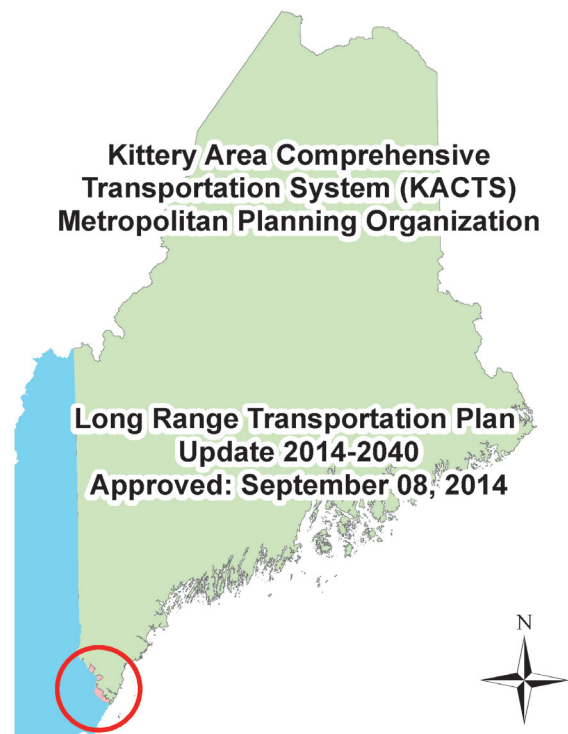 Kittery Area Comprehensive
Transportation System (KACTS)
Metropolitan Planning Organization
Long Range Transportation Plan
Update 2014-2040
Approved: September 08, 2014
N